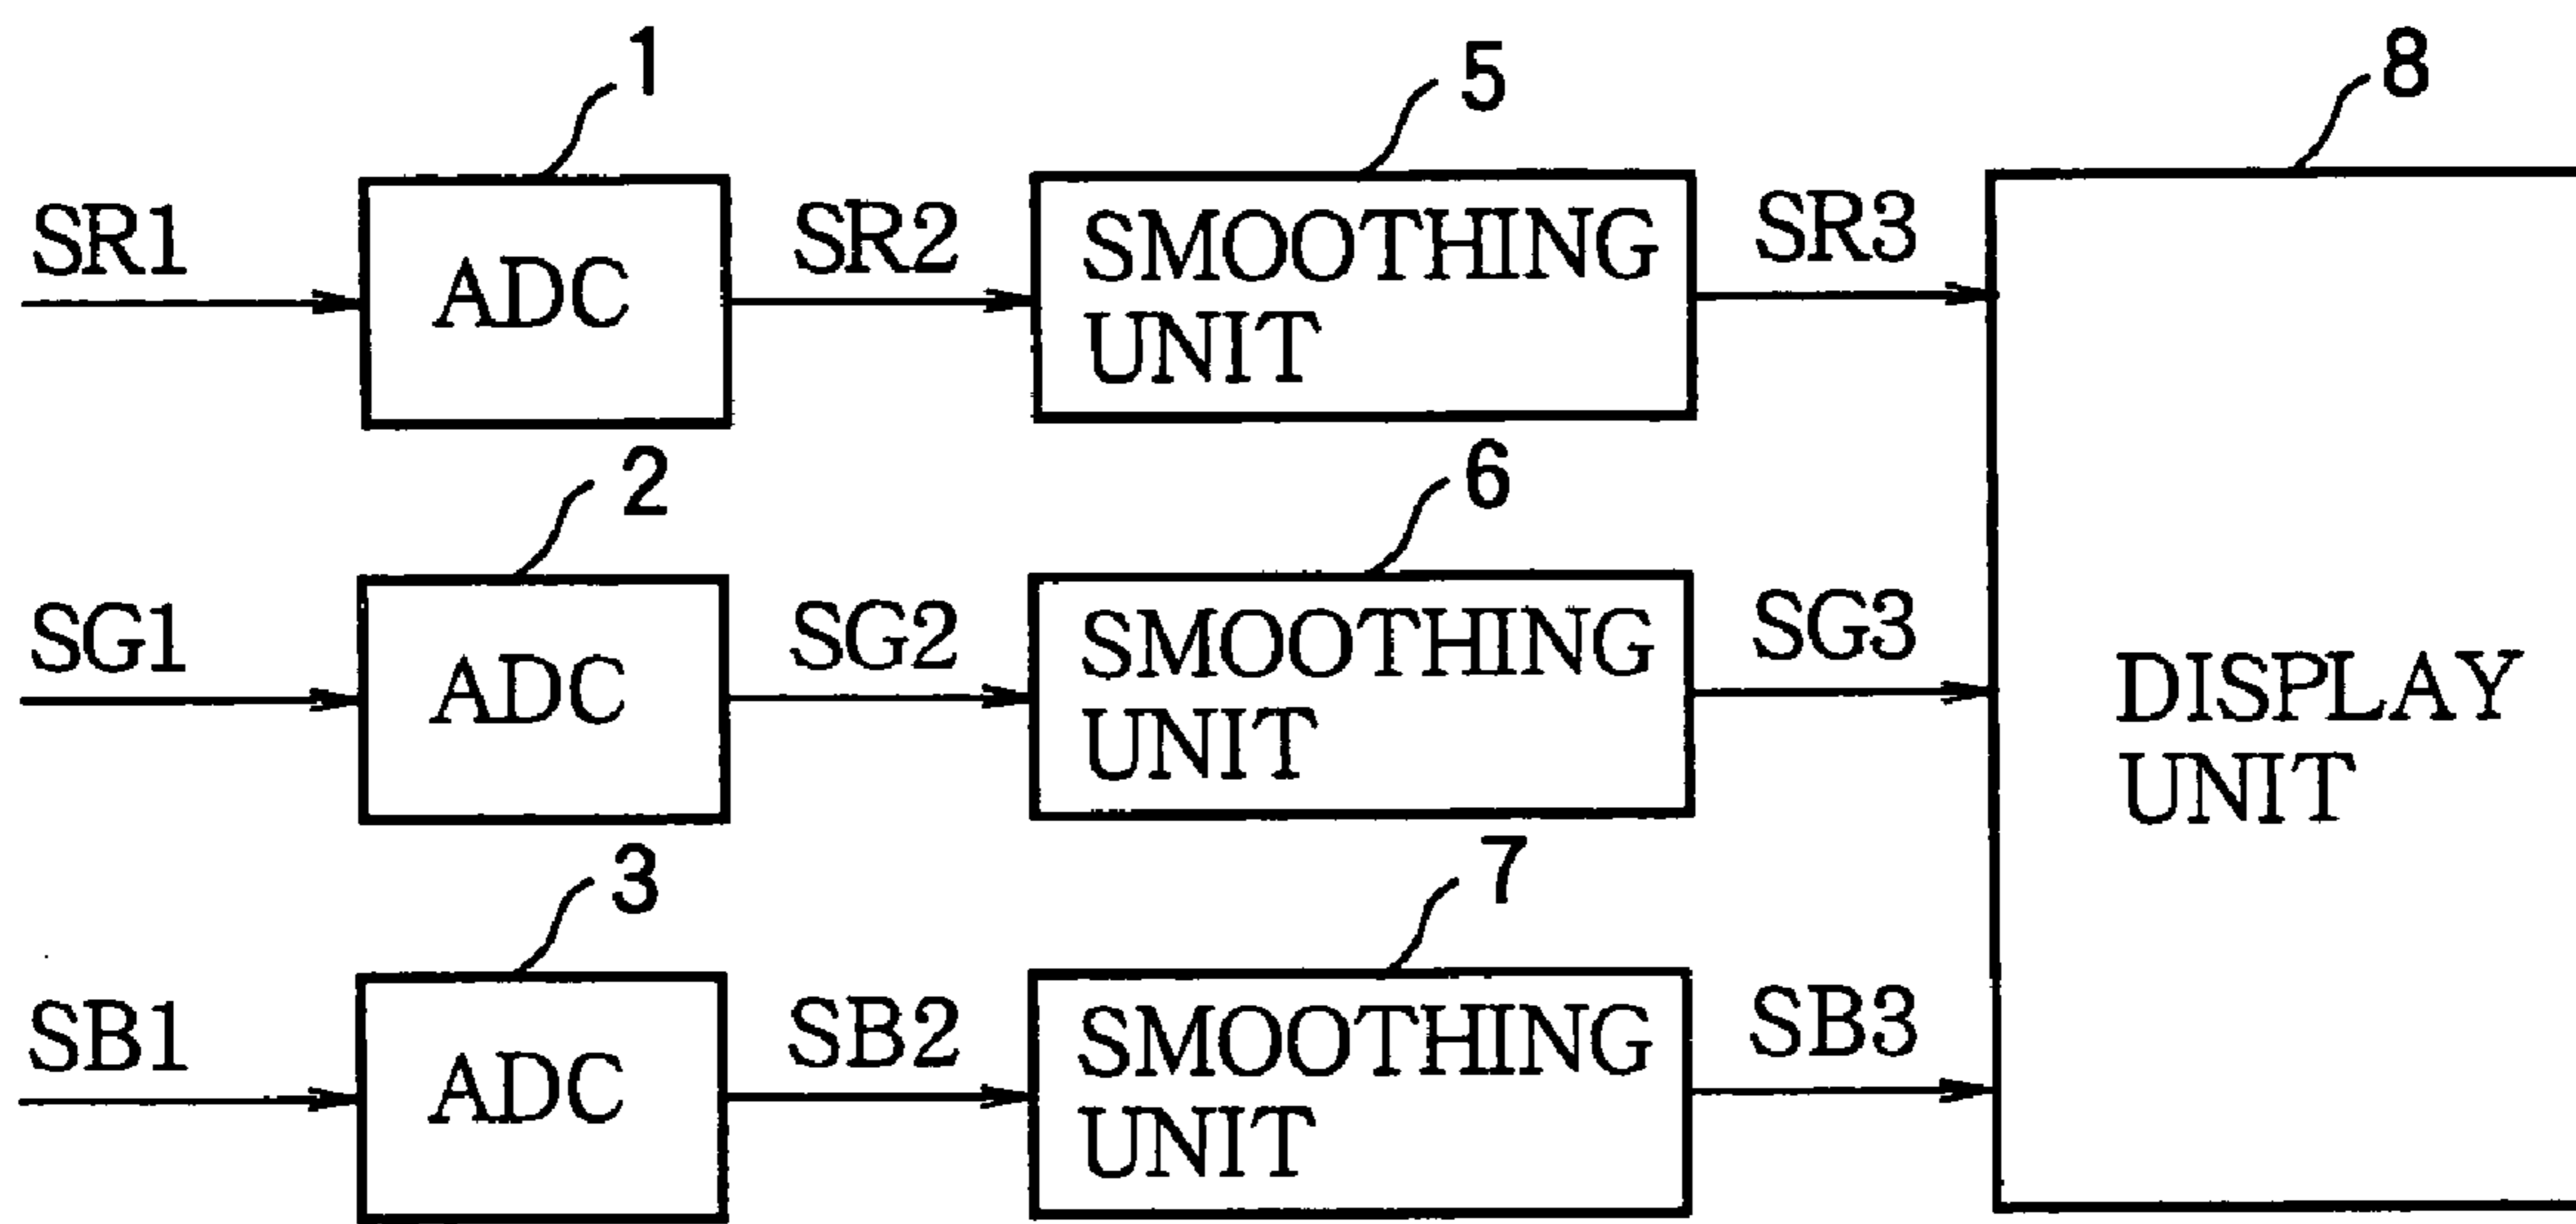 1
5
8
SR1
ADC
SR2
SMOOTHING
UNIT
SR3
2
6
SG1
ADC
SG2
SMOOTHING
UNIT
SG3
DISPLAY
UNIT
3
7
SB1
ADC
SB2
SMOOTHING
UNIT
SB3